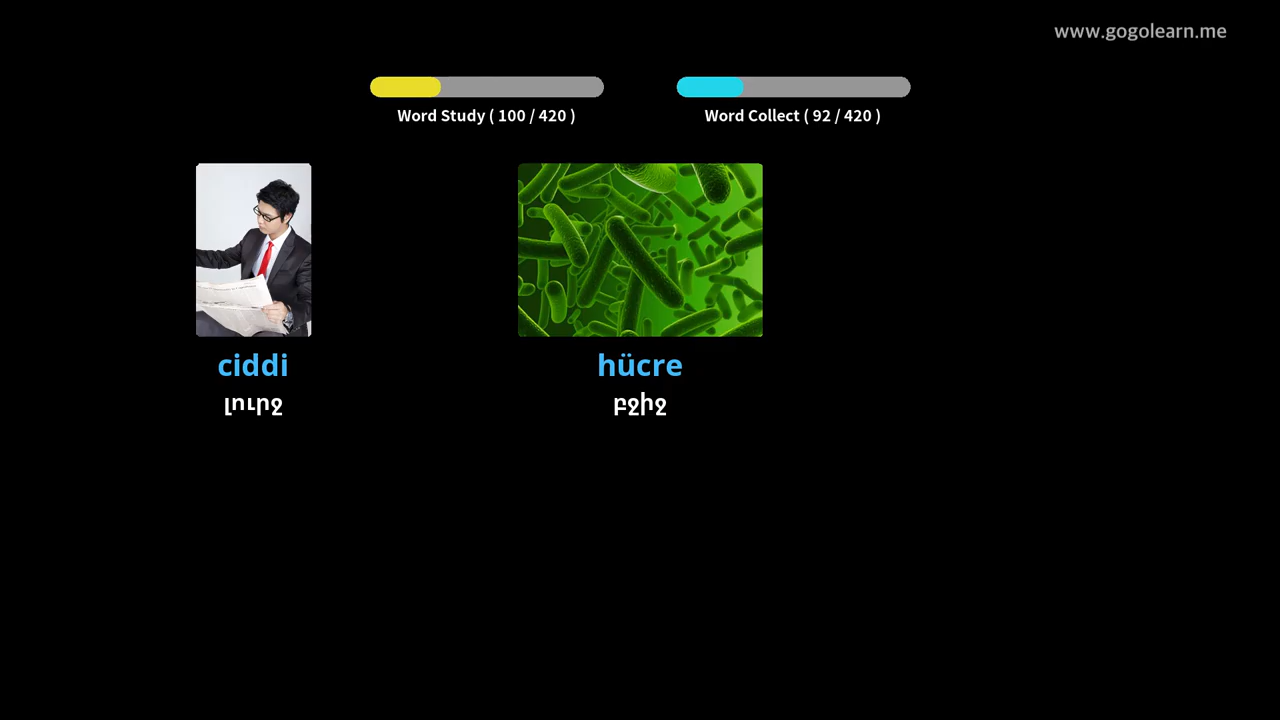 www.gogolearn.me
Word Study ( 100 / 420 )
Word Collect ( 92 / 420 )
ciddi
լուրջ
hücre
բջիջ